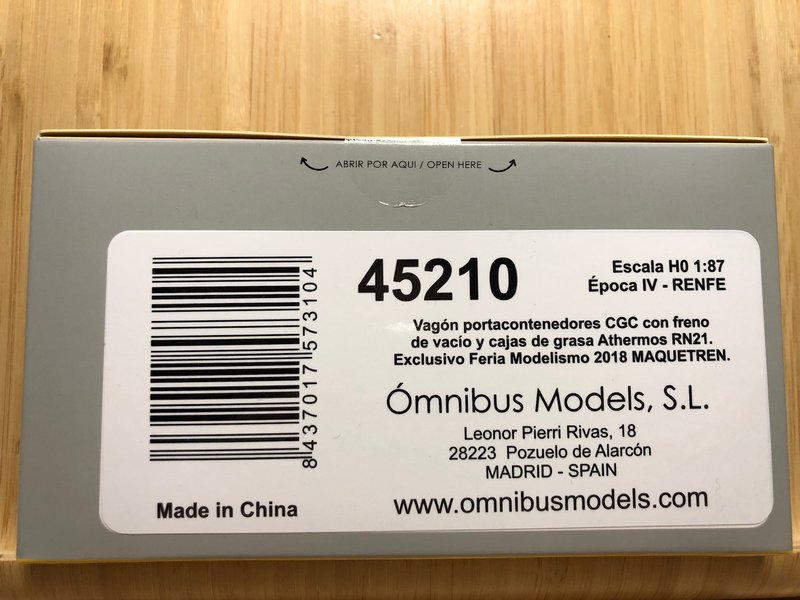 ABRIR POR AQUI / OPEN HERE
45210
Escala H0 1:87
Época IV - RENFE
Vagón portacontenedores CGC con freno
de vacío y cajas de grasa Athermos RN21.
Exclusivo Feria Modelismo 2018 MAQUETREN.
8 437017 573104
Ómnibus Models, S.L.
Leonor Pierri Rivas, 18
28223 Pozuelo de Alarcón
MADRID - SPAIN
Made in China
www.omnibusmodels.com